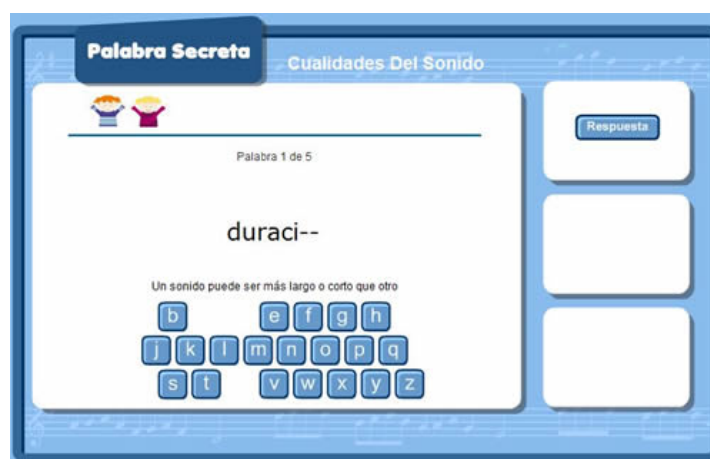 Palabra Secreta
Cualidades Del Sonido
Respuesta
Palabra 1 de 5
duraci--
Un sonido puede ser más largo o corto que otro
b e f g h
j k l m n o p q
s t v w x y z